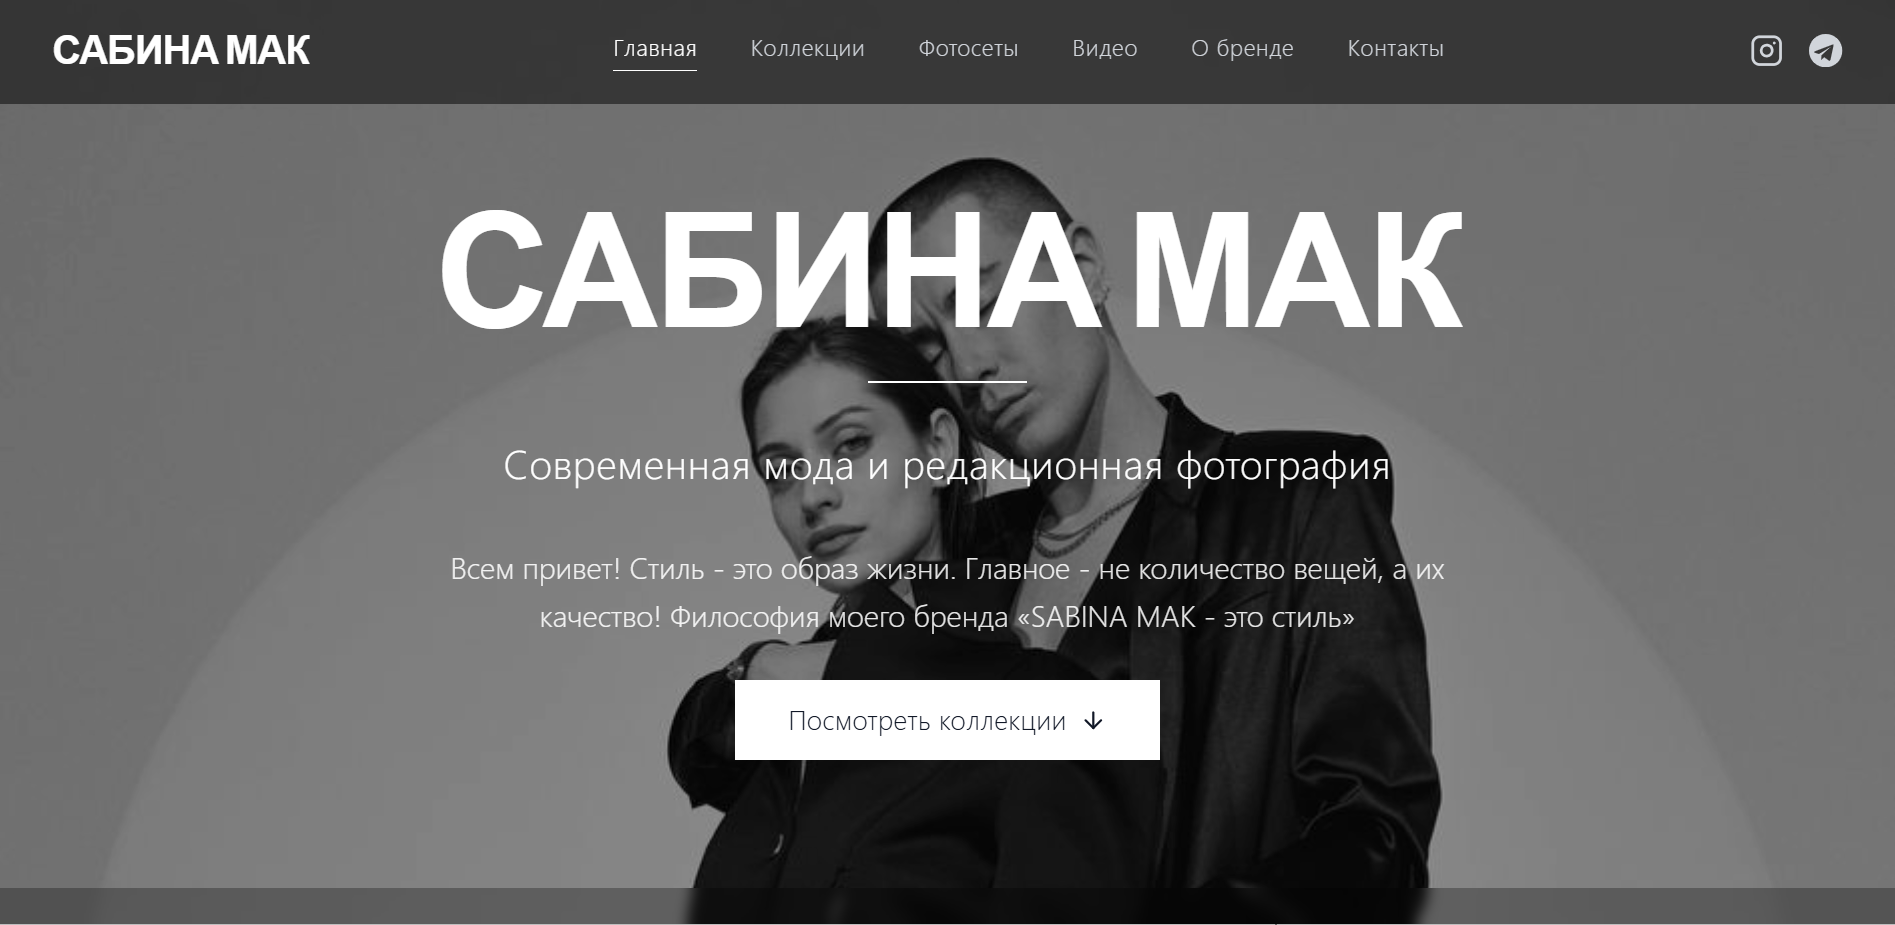 САБИНА МАК
Главная
Коллекции
Фотосеты
Видео
О бренде
Контакты
САБИНА МАК
Современная мода и редакционная фотография
Всем привет! Стиль - это образ жизни. Главное - не количество вещей, а их
качество! Философия моего бренда «SABINA MAK - это стиль»
Посмотреть коллекции